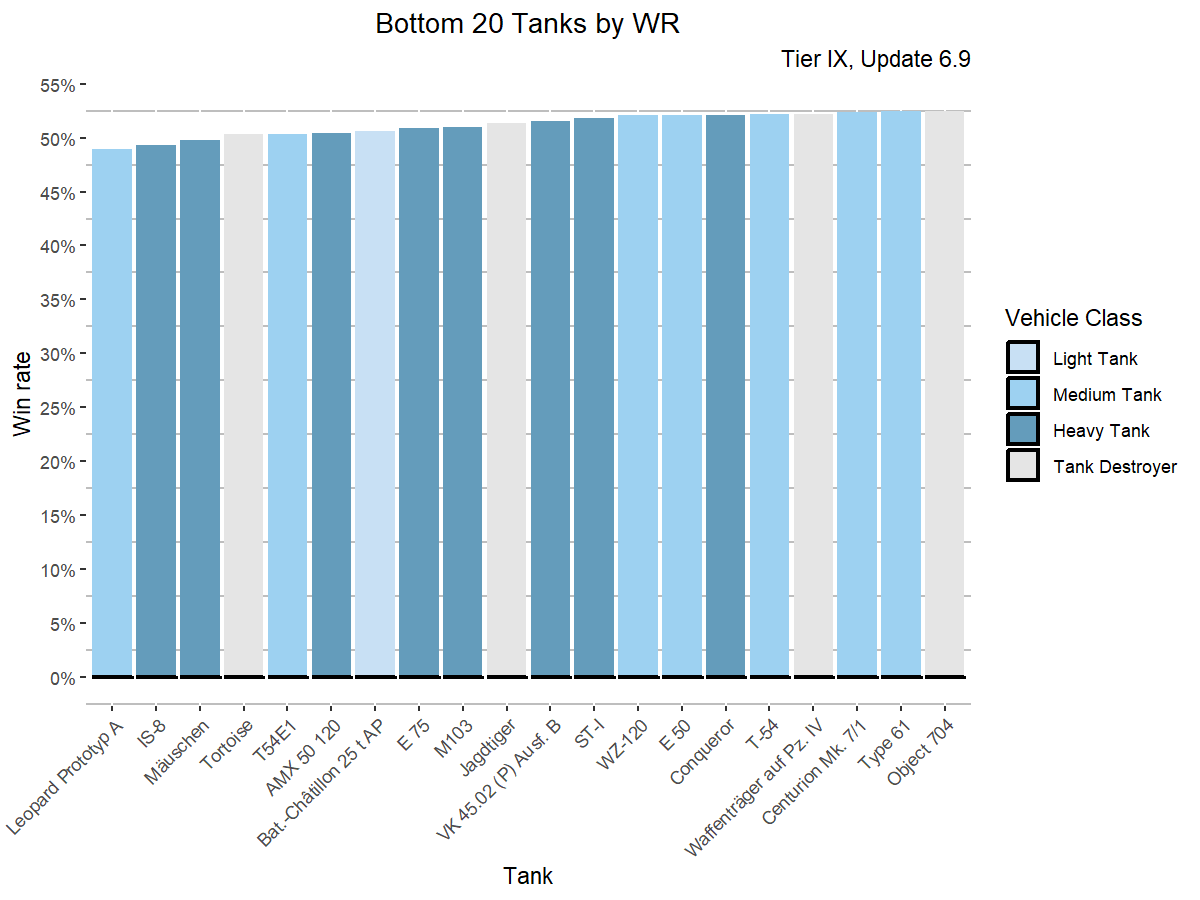 Bottom 20 Tanks by WR
Tier IX, Update 6.9
55%
50%
45%
40%
35%
30%
25%
20%
15%
10%
5%
0%
Win rate
Leopard Prototyp A
IS-8
Mäuschen
Tortoise
T54E1
AMX 50 120
Bat.-Châtillon 25 t AP
E 75
M103
Jagdtiger
VK 45.02 (P) Ausf. B
ST-I
WZ-120
E 50
Conqueror
T-54
Waffenträger auf Pz. IV
Centurion Mk. 7/1
Type 61
Object 704
Tank
Vehicle Class
Light Tank
Medium Tank
Heavy Tank
Tank Destroyer